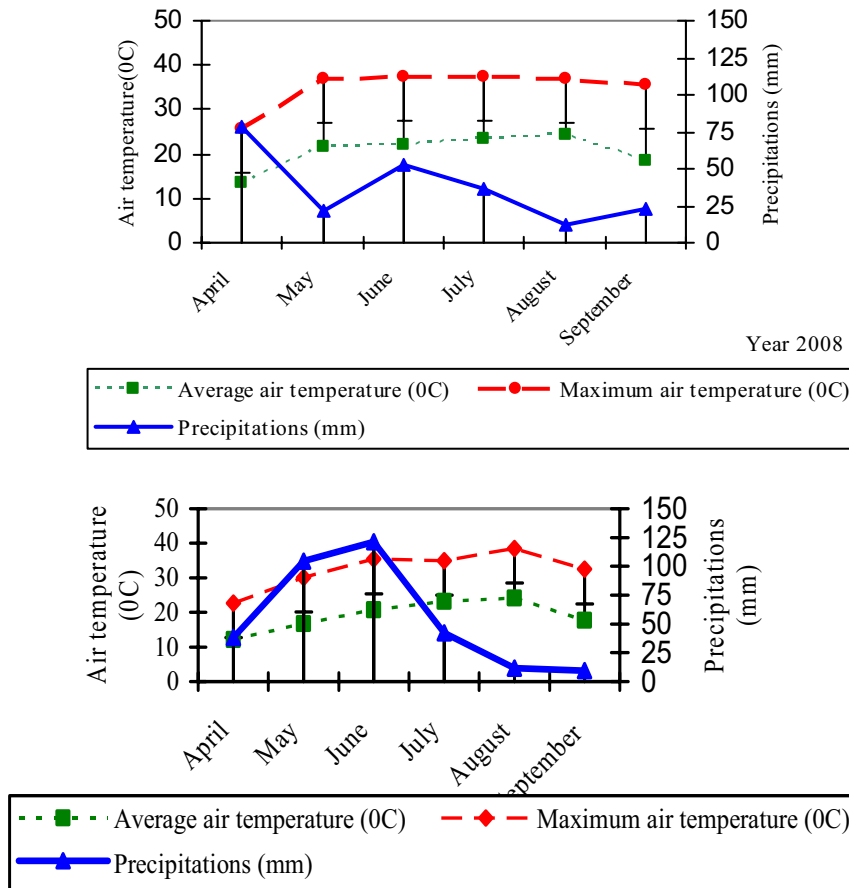 50
40
30
20
10
0
Air temperature(0C)
150
125
100
75
50
25
0
Precipitations (mm)
April
May
June
July
August
September
Year 2008
Average air temperature (0C)
Maximum air temperature (0C)
Precipitations (mm)
50
40
30
20
10
0
Air temperature
(0C)
150
125
100
75
50
25
0
Precipitations
(mm)
April
May
June
July
August
September
Average air temperature (0C)
Maximum air temperature (0C)
Precipitations (mm)